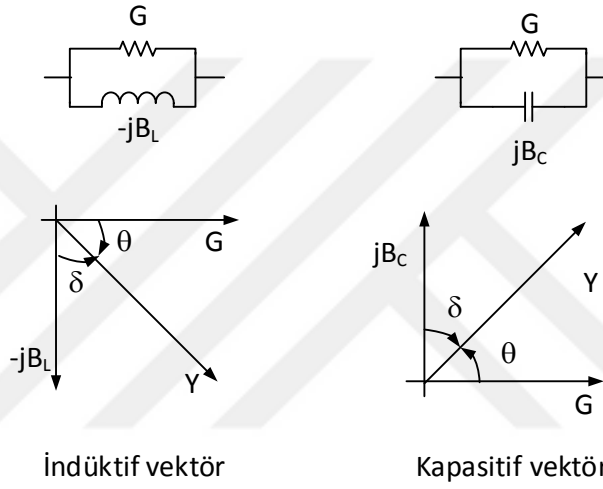 G
-jB_L
G
jB_C
G
θ
δ
-jB_L
Y
jB_C
Y
δ
θ
G
İndüktif vektör
Kapasitif vektör